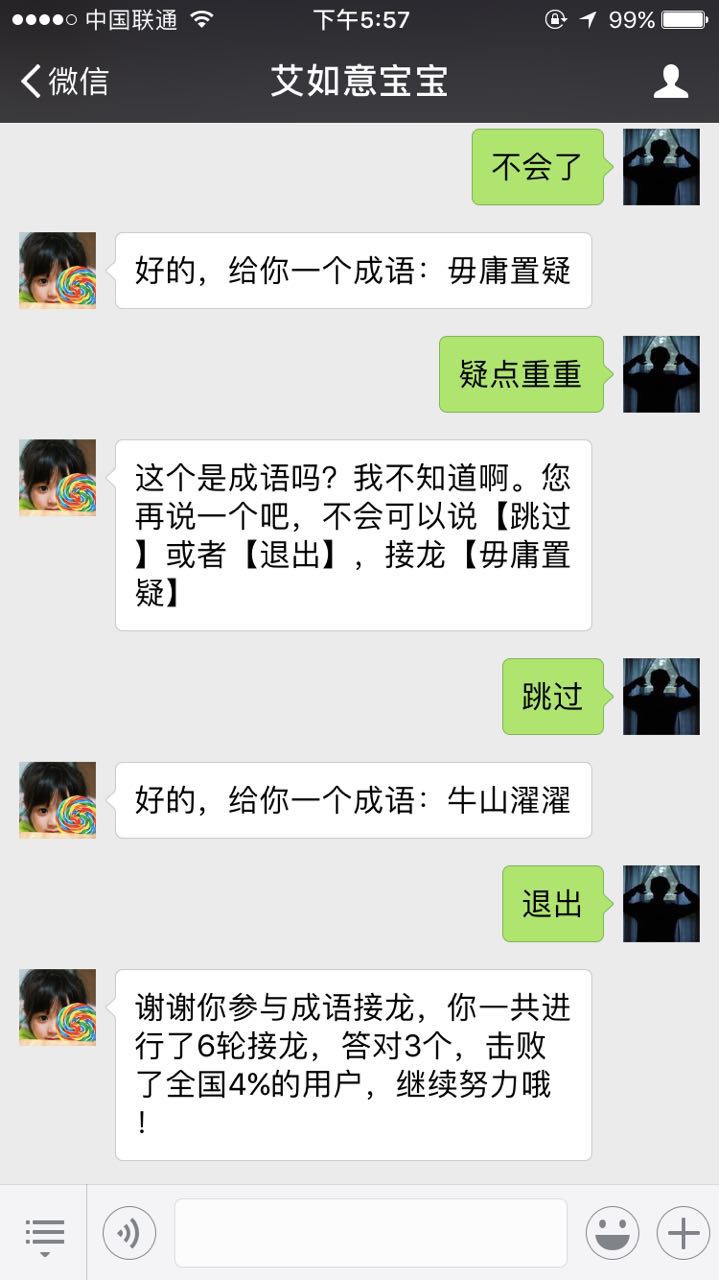 中国联通 下午5:57 99%
微信 艾如意宝宝
不会了
好的，给你一个成语：毋庸置疑
疑点重重
这个是成语吗？我不知道啊。您
再说一个吧，不会可以说【跳过
】或者【退出】，接龙【毋庸置
疑】
跳过
好的，给你一个成语：牛山濯濯
退出
谢谢你参与成语接龙，你一共进
行了6轮接龙，答对3个，击败
了全国4%的用户，继续努力哦
！